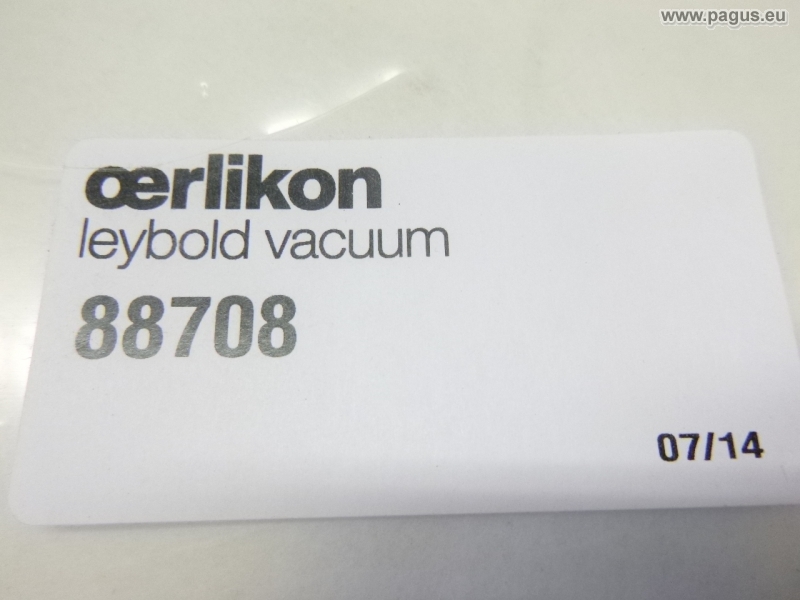 www.pagus.eu
œrlikon
leybold vacuum
88708
07/14